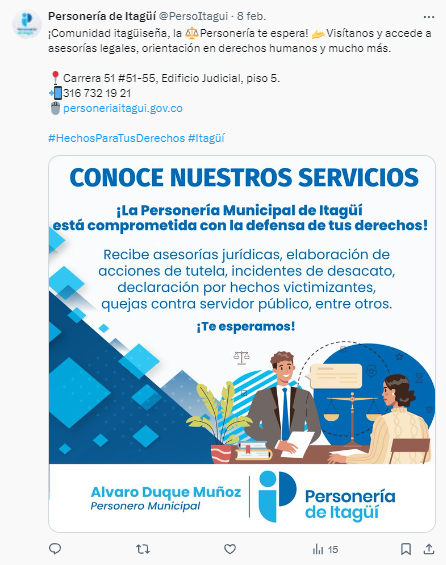 Personería de Itagüí @PersoItagui · 8 feb.
¡Comunidad itagüiseña, la ⚖️Personería te espera! 🫴Visítanos y accede a
asesorías legales, orientación en derechos humanos y mucho más.
📍Carrera 51 #51-55, Edificio Judicial, piso 5.
📲316 732 19 21
🖱️personeriaitagui.gov.co
#HechosParaTusDerechos #Itagüí
CONOCE NUESTROS SERVICIOS
¡La Personería Municipal de Itagüí
está comprometida con la defensa de tus derechos!
Recibe asesorías jurídicas, elaboración de
acciones de tutela, incidentes de desacato,
declaración por hechos victimizantes,
quejas contra servidor público, entre otros.
¡Te esperamos!
Alvaro Duque Muñoz
Personero Municipal
Personería
de Itagüí
15